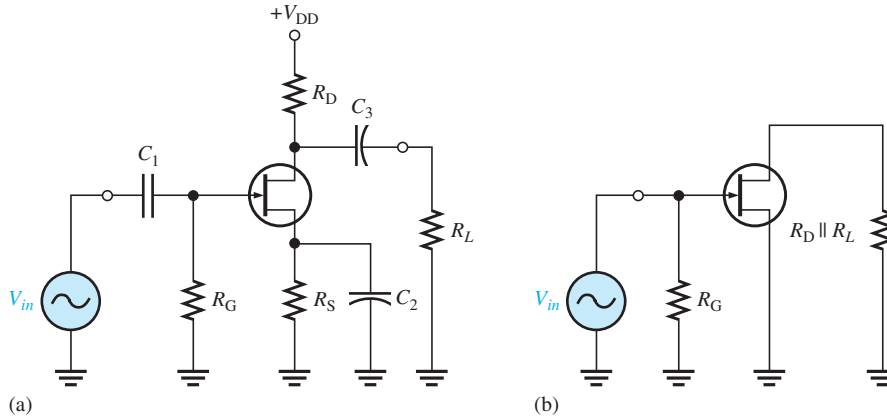 +V_DD
R_D
C_3
C_1
R_L
V_in
R_G
R_S
C_2
(a)
R_D || R_L
V_in
R_G
(b)